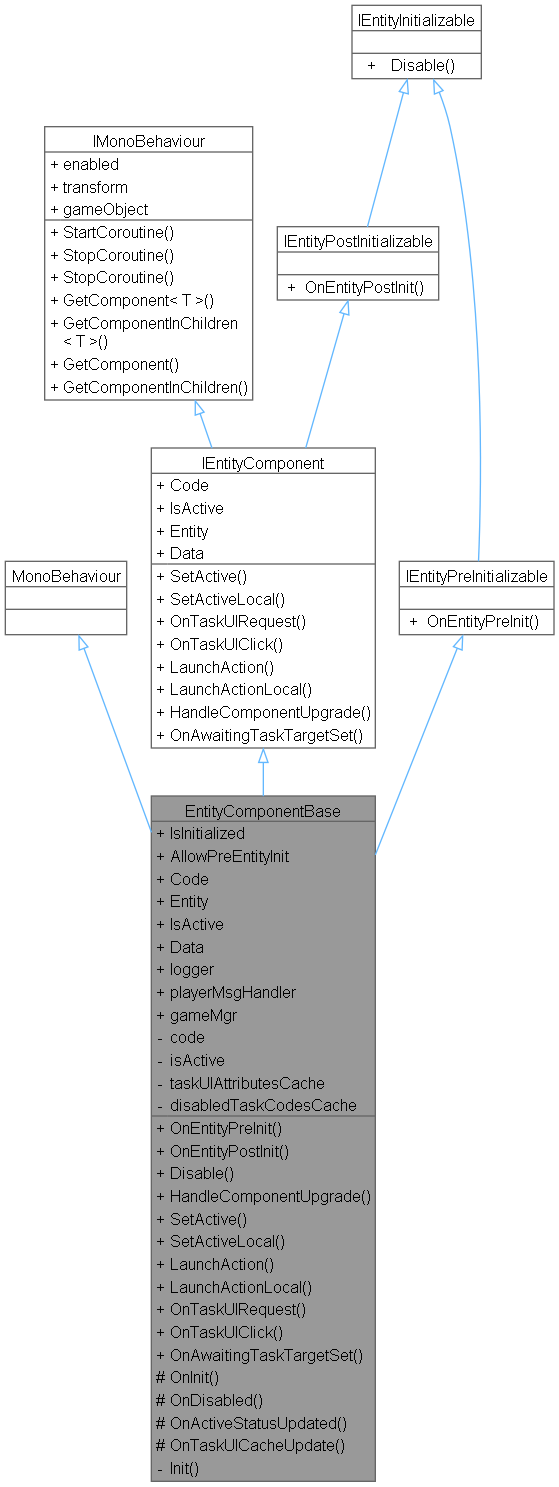 IEntityInitializable
+ Disable()
IMonoBehaviour
+ enabled
+ transform
+ gameObject
+ StartCoroutine()
+ StopCoroutine()
+ StopCoroutine()
+ GetComponent< T >()
+ GetComponentInChildren
< T >()
+ GetComponent()
+ GetComponentInChildren()
IEntityPostInitializable
+ OnEntityPostInit()
IEntityComponent
+ Code
+ IsActive
+ Entity
+ Data
+ SetActive()
+ SetActiveLocal()
+ OnTaskUIRequest()
+ OnTaskUIClick()
+ LaunchAction()
+ LaunchActionLocal()
+ HandleComponentUpgrade()
+ OnAwaitingTaskTargetSet()
MonoBehaviour
IEntityPreInitializable
+ OnEntityPreInit()
EntityComponentBase
+ IsInitialized
+ AllowPreEntityInit
+ Code
+ Entity
+ IsActive
+ Data
+ logger
+ playerMsgHandler
+ gameMgr
- code
- isActive
- taskUIAttributesCache
- disabledTaskCodesCache
+ OnEntityPreInit()
+ OnEntityPostInit()
+ Disable()
+ HandleComponentUpgrade()
+ SetActive()
+ SetActiveLocal()
+ LaunchAction()
+ LaunchActionLocal()
+ OnTaskUIRequest()
+ OnTaskUIClick()
+ OnAwaitingTaskTargetSet()
# OnInit()
# OnDisabled()
# OnActiveStatusUpdated()
# OnTaskUICacheUpdate()
- Init()